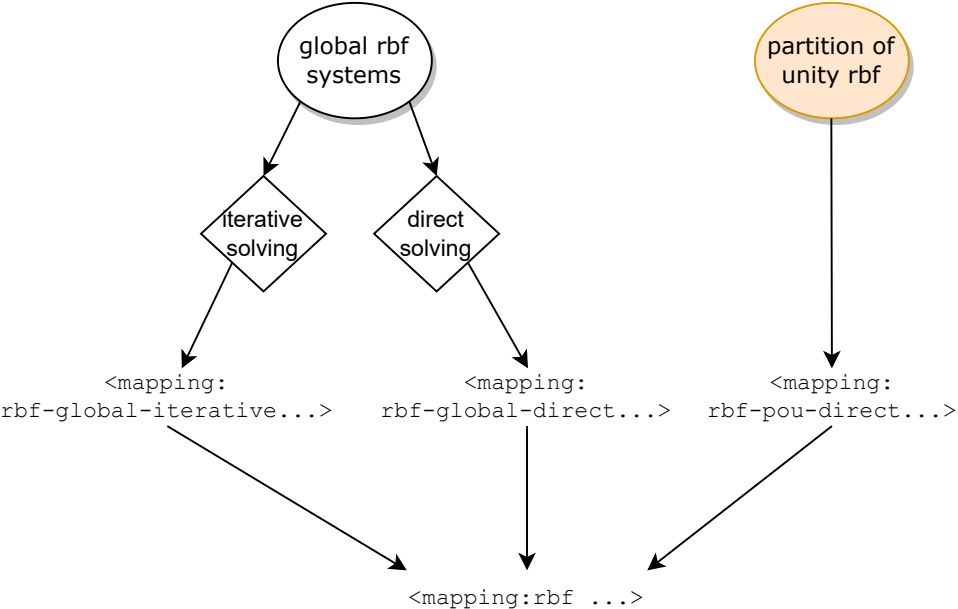 global rbf
systems
partition of
unity rbf
iterative
solving
direct
solving
<mapping:
rbf-global-iterative...>
<mapping:
rbf-global-direct...>
<mapping:
rbf-pou-direct...>
<mapping:rbf ...>